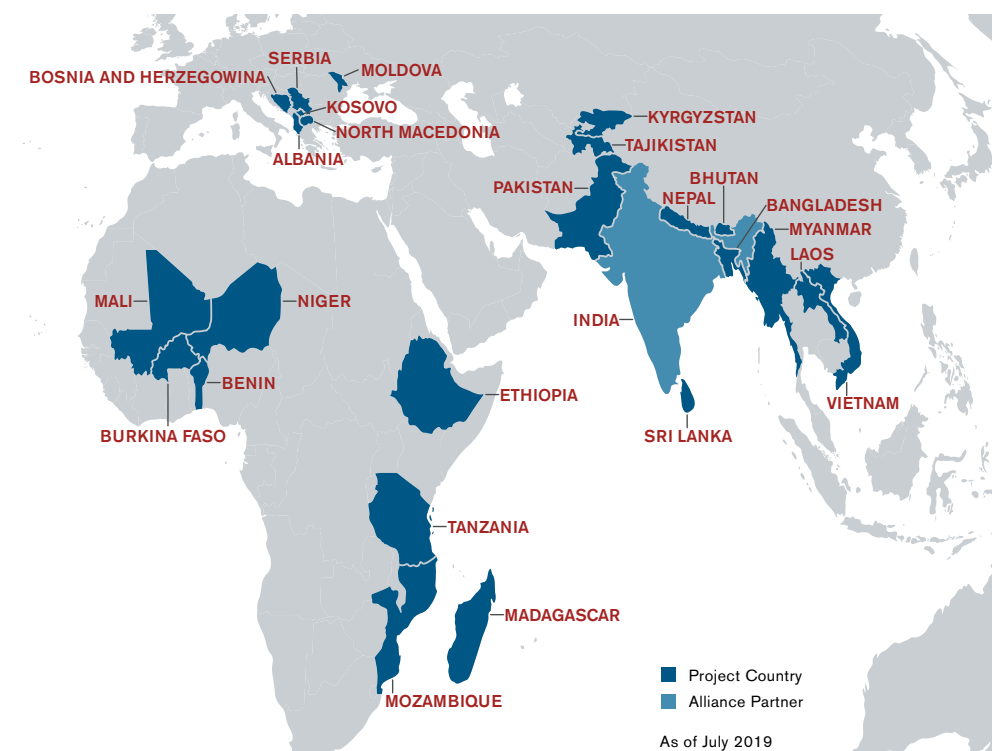 SERBIA
MOLDOVA
BOSNIA AND HERZEGOWINA
KOSOVO
NORTH MACEDONIA
ALBANIA
KYRGYZSTAN
TAJIKISTAN
PAKISTAN
BHUTAN
NEPAL
BANGLADESH
MYANMAR
LAOS
MALI
NIGER
INDIA
BENIN
ETHIOPIA
VIETNAM
BURKINA FASO
SRI LANKA
TANZANIA
MADAGASCAR
MOZAMBIQUE
Project Country
Alliance Partner
As of July 2019